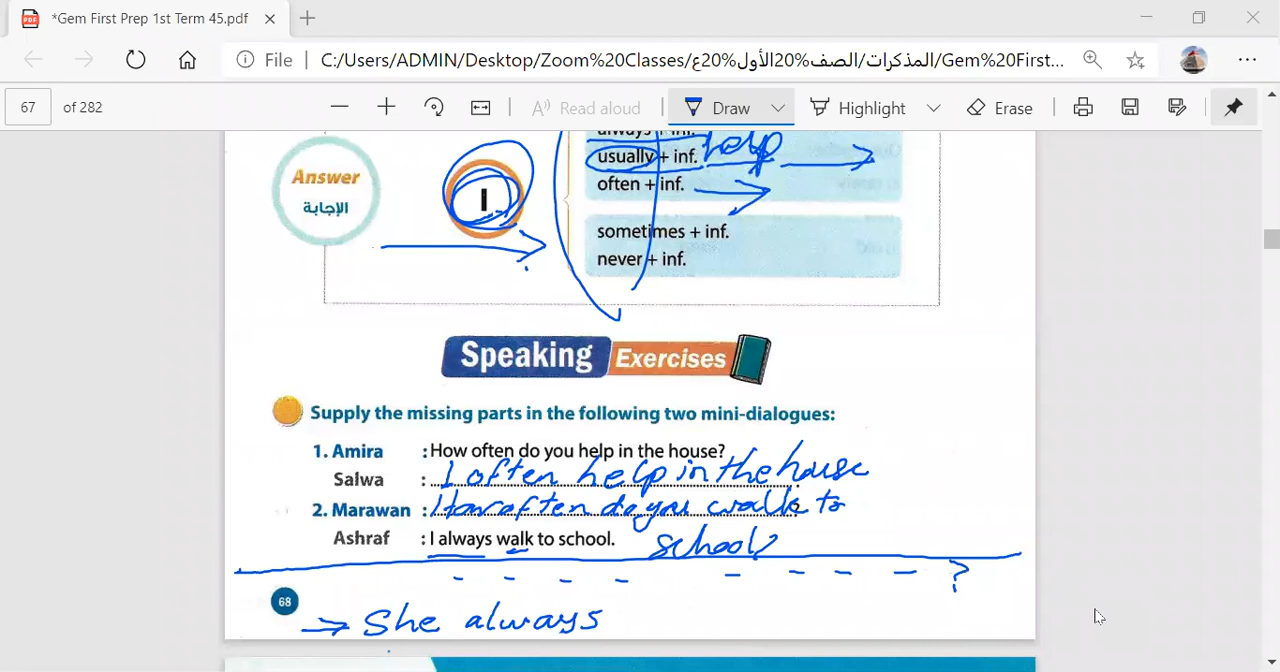 *Gem First Prep 1st Term 45.pdf
File C:/Users/ADMIN/Desktop/Zoom%20Classes/المذكرات/الصف%20الأول%20ع/Gem%20First...
67 of 282 Read aloud Draw Highlight Erase
always + inf.
usually + inf. help
often + inf.
Answer
الإجابة
I
sometimes + inf.
never + inf.
Speaking Exercises
Supply the missing parts in the following two mini-dialogues:
1. Amira : How often do you help in the house?
Salwa : I often help in the house
2. Marawan : How often do you walk to
Ashraf : I always walk to school. school
?
68
→ She always